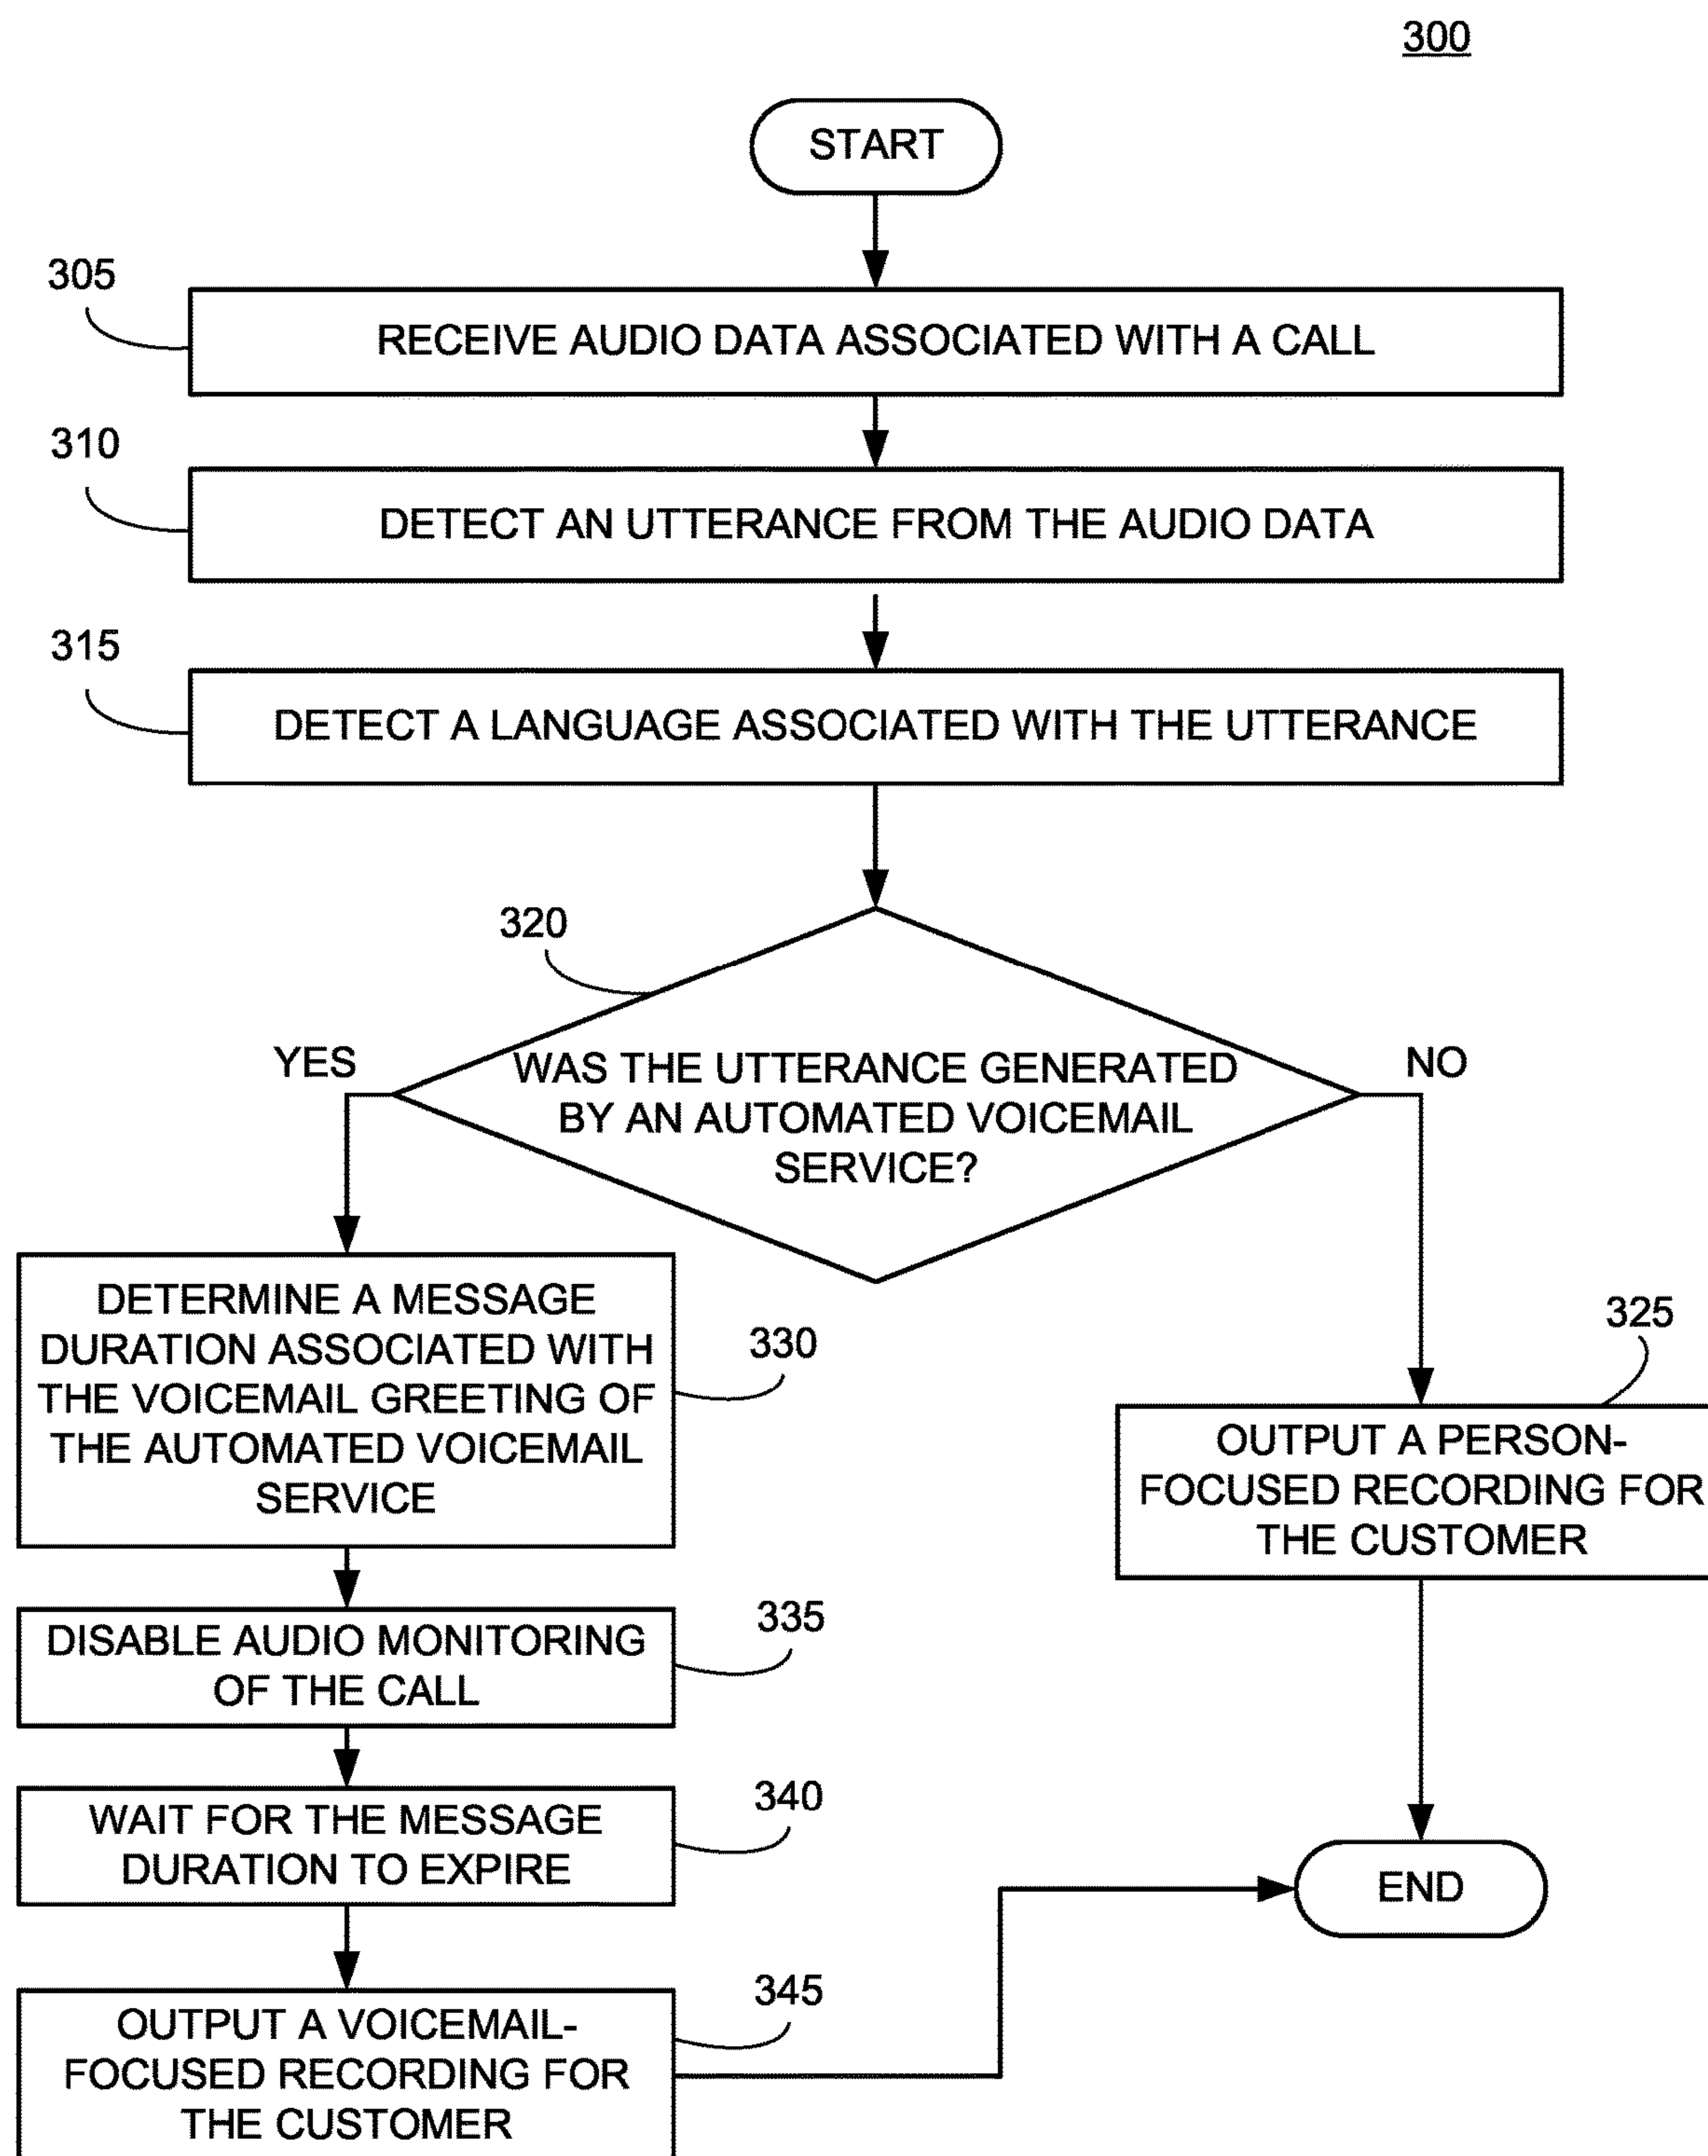 300
START
305
RECEIVE AUDIO DATA ASSOCIATED WITH A CALL
310
DETECT AN UTTERANCE FROM THE AUDIO DATA
315
DETECT A LANGUAGE ASSOCIATED WITH THE UTTERANCE
320
YES
WAS THE UTTERANCE GENERATED
BY AN AUTOMATED VOICEMAIL
SERVICE?
NO
DETERMINE A MESSAGE
DURATION ASSOCIATED WITH
THE VOICEMAIL GREETING OF
THE AUTOMATED VOICEMAIL
SERVICE
330
325
OUTPUT A PERSON-
FOCUSED RECORDING FOR
THE CUSTOMER
DISABLE AUDIO MONITORING
OF THE CALL
335
WAIT FOR THE MESSAGE
DURATION TO EXPIRE
340
END
OUTPUT A VOICEMAIL-
FOCUSED RECORDING FOR
THE CUSTOMER
345